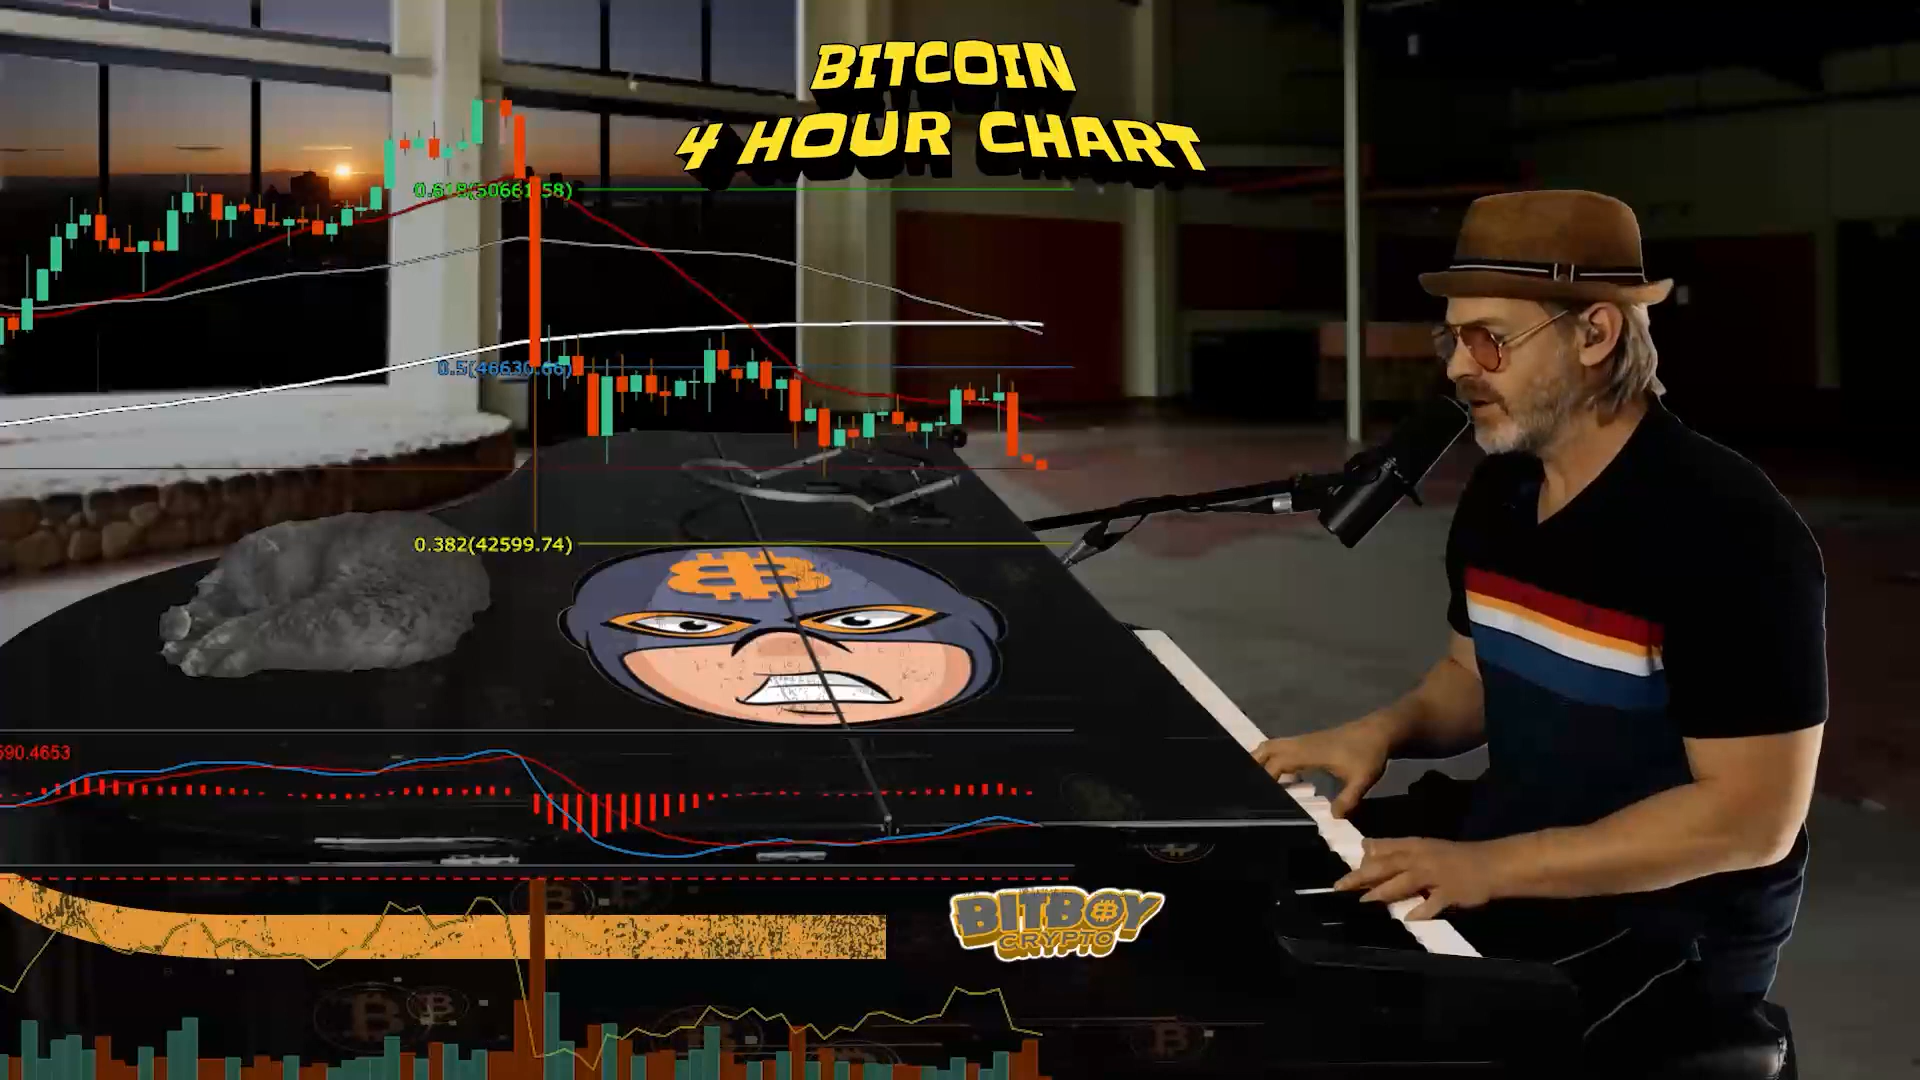 BITCOIN
4 HOUR CHART
0.618(50661.58)
0.5(46630.66)
0.382(42599.74)
590.4653
BITBOY
CRYPTO